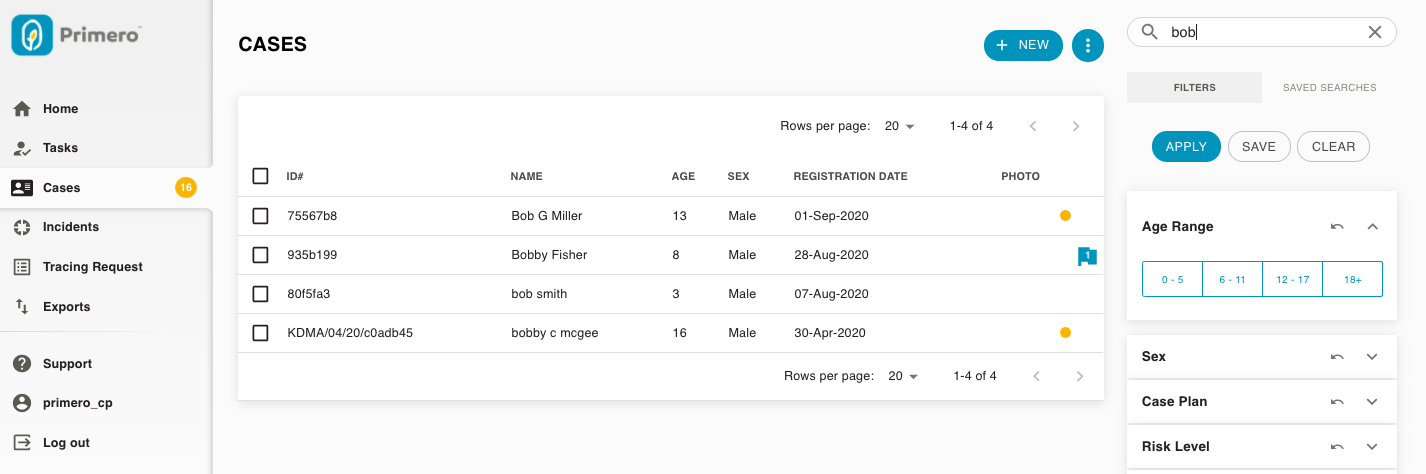 Primero™
Home
Tasks
Cases 16
Incidents
Tracing Request
Exports
Support
primero_cp
Log out
CASES
+ NEW
Rows per page: 20 1-4 of 4
ID# NAME AGE SEX REGISTRATION DATE PHOTO
75567b8 Bob G Miller 13 Male 01-Sep-2020
935b199 Bobby Fisher 8 Male 28-Aug-2020 1
80f5fa3 bob smith 3 Male 07-Aug-2020
KDMA/04/20/c0adb45 bobby c mcgee 16 Male 30-Apr-2020
Rows per page: 20 1-4 of 4
bob
FILTERS SAVED SEARCHES
APPLY SAVE CLEAR
Age Range
0 - 5 6 - 11 12 - 17 18+
Sex
Case Plan
Risk Level